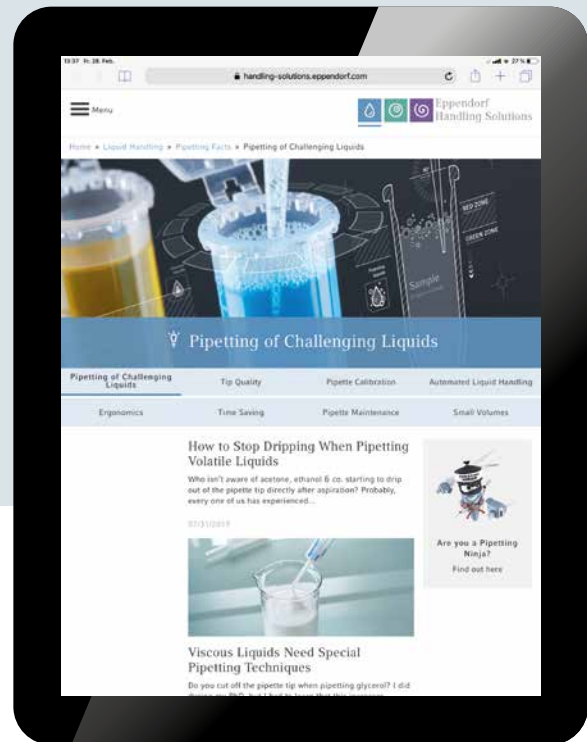 13:37 Fr. 28. Feb.
27 %
handling-solutions.eppendorf.com
Menu
Eppendorf
Handling Solutions
Home » Liquid Handling » Pipetting Facts » Pipetting of Challenging Liquids
RED ZONE
GREEN ZONE
Sample
Pipetting of Challenging Liquids
Pipetting of Challenging
Liquids
Tip Quality
Pipette Calibration
Automated Liquid Handling
Ergonomics
Time Saving
Pipette Maintenance
Small Volumes
How to Stop Dripping When Pipetting
Volatile Liquids
Who isn't aware of acetone, ethanol & co. starting to drip
out of the pipette tip directly after aspiration? Probably,
every one of us has experienced...
07/31/2019
Are you a Pipetting
Ninja?
Find out here
Viscous Liquids Need Special
Pipetting Techniques
Do you cut off the pipette tip when pipetting glycerol? I did